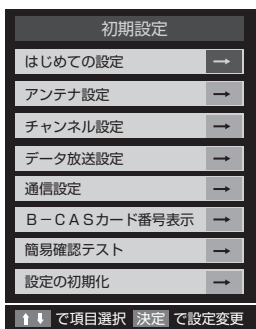 初期設定
はじめての設定 →
アンテナ設定 →
チャンネル設定 →
データ放送設定 →
通信設定 →
B－CASカード番号表示 →
簡易確認テスト →
設定の初期化 →
⬆⬇ で項目選択 決定 で設定変更